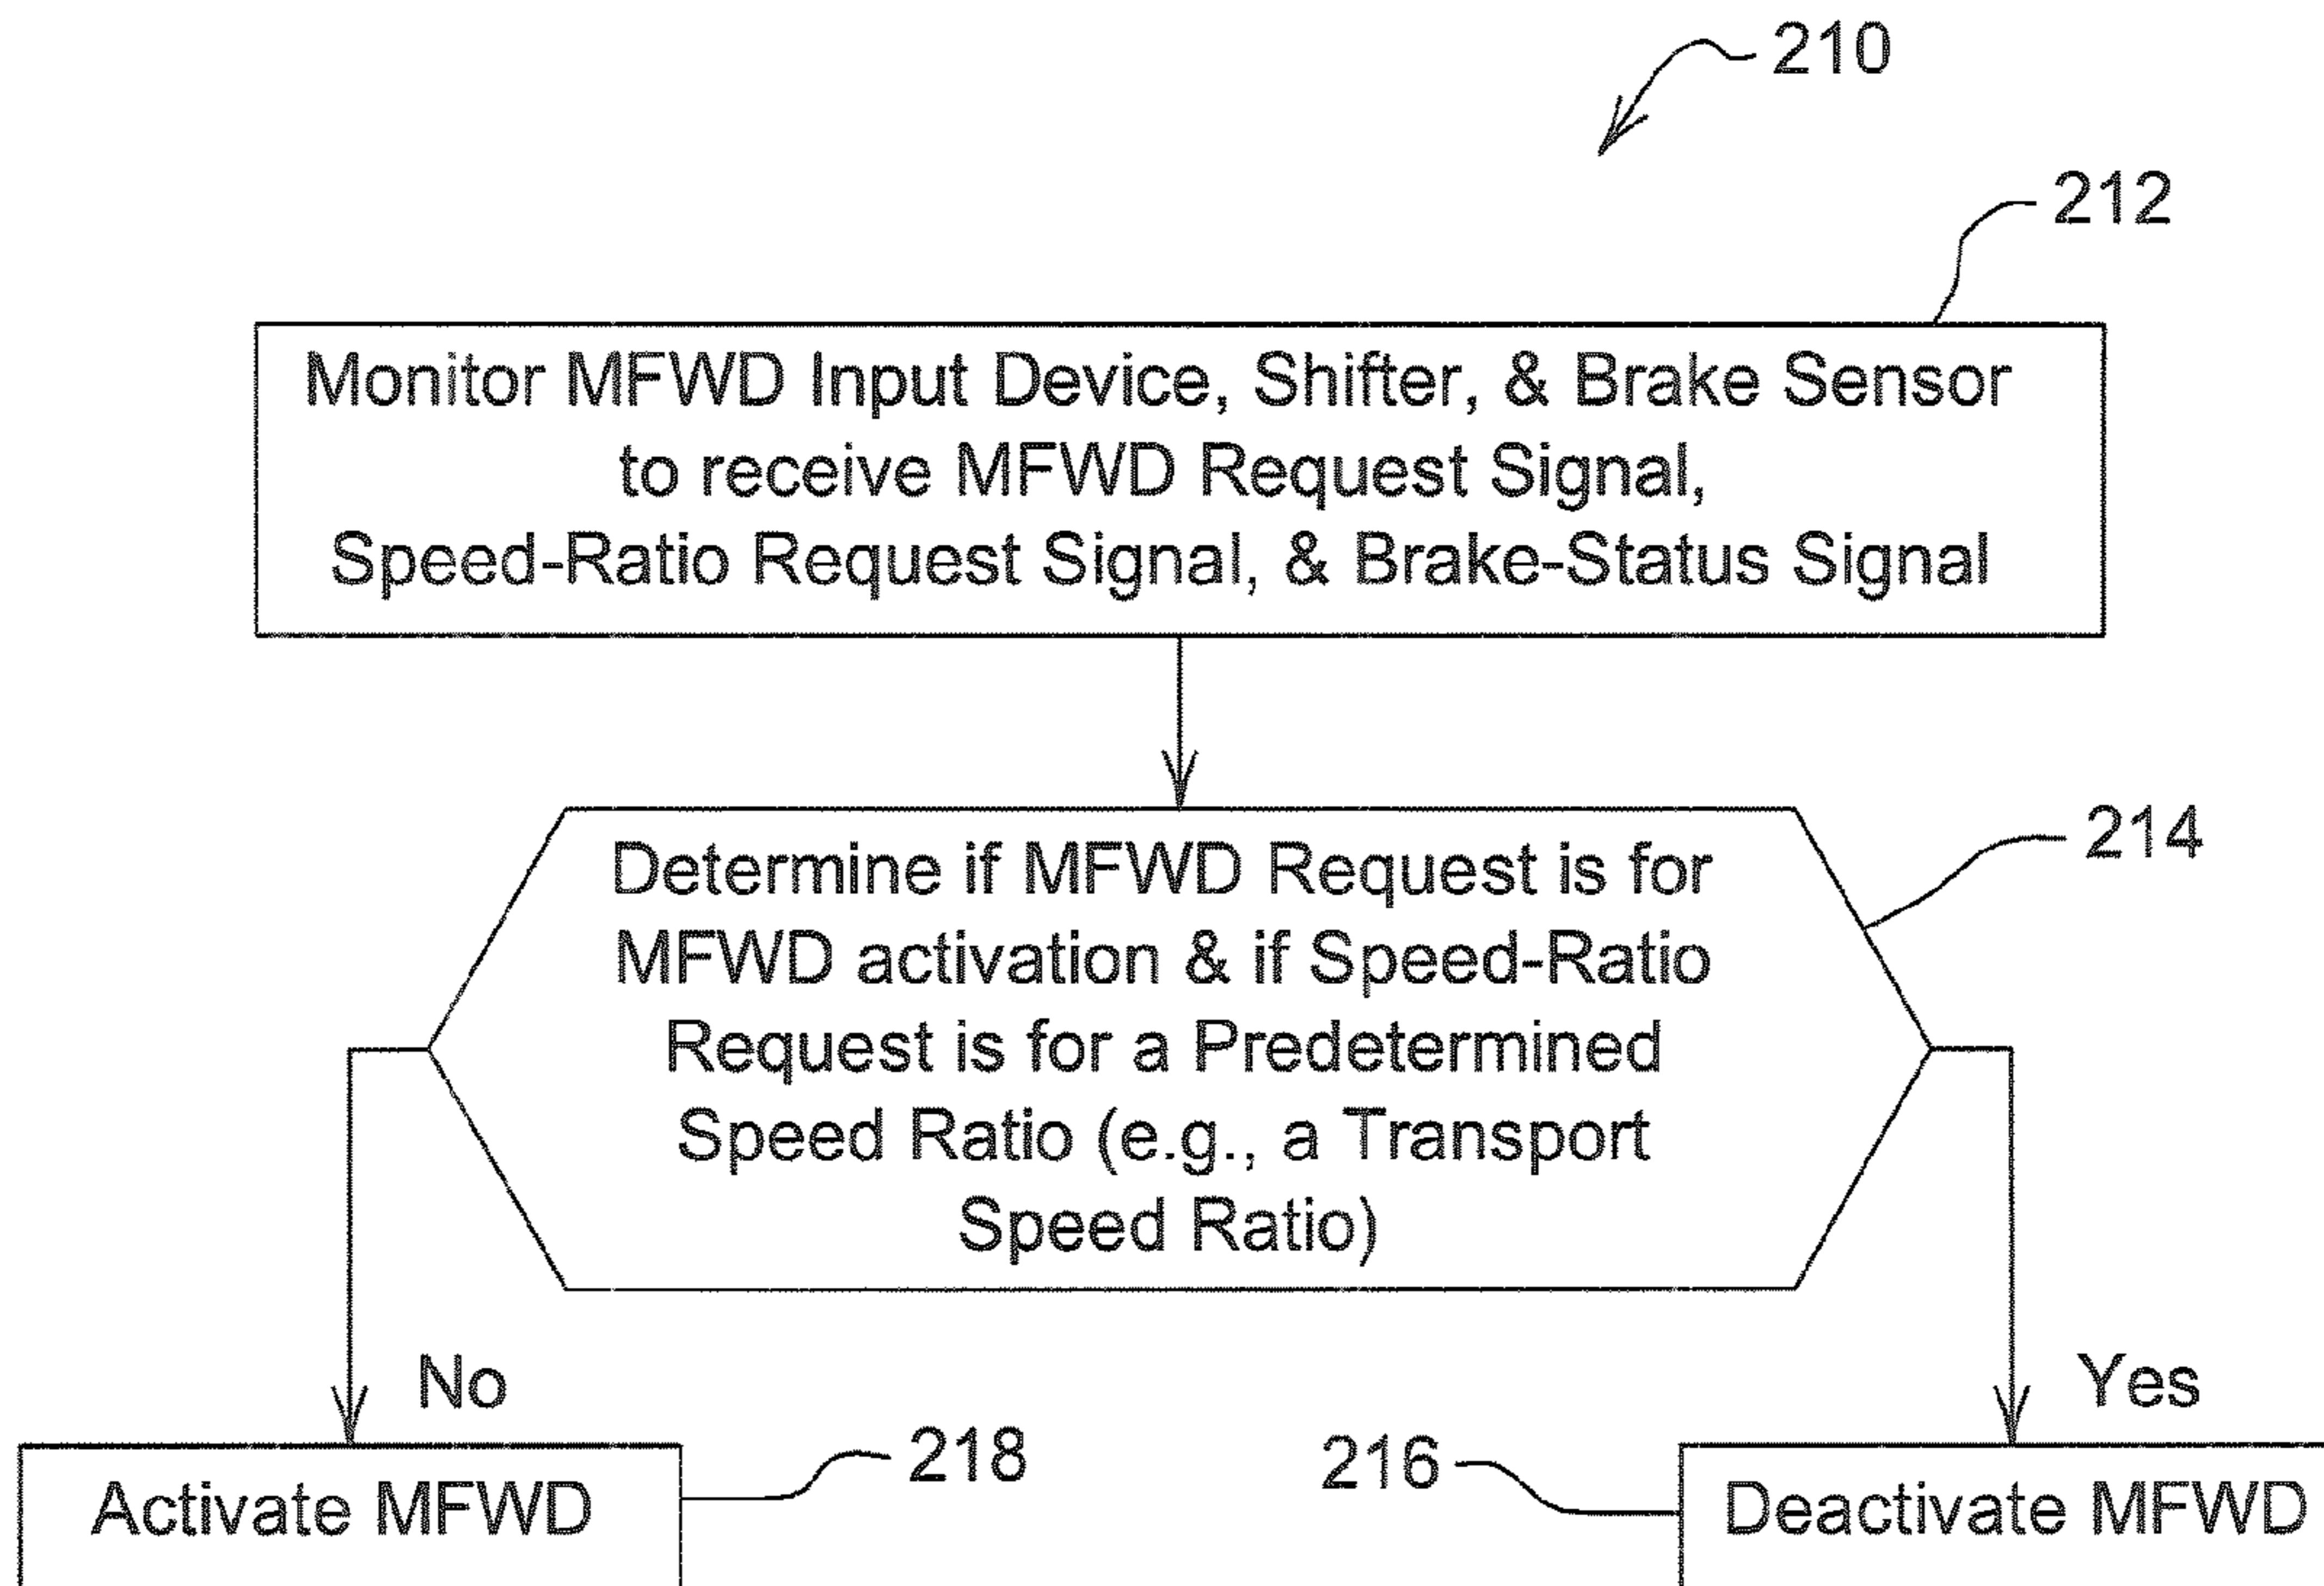 210
212
Monitor MFWD Input Device, Shifter, & Brake Sensor
to receive MFWD Request Signal,
Speed-Ratio Request Signal, & Brake-Status Signal
214
Determine if MFWD Request is for
MFWD activation & if Speed-Ratio
Request is for a Predetermined
Speed Ratio (e.g., a Transport
Speed Ratio)
No
Yes
218
216
Activate MFWD
Deactivate MFWD